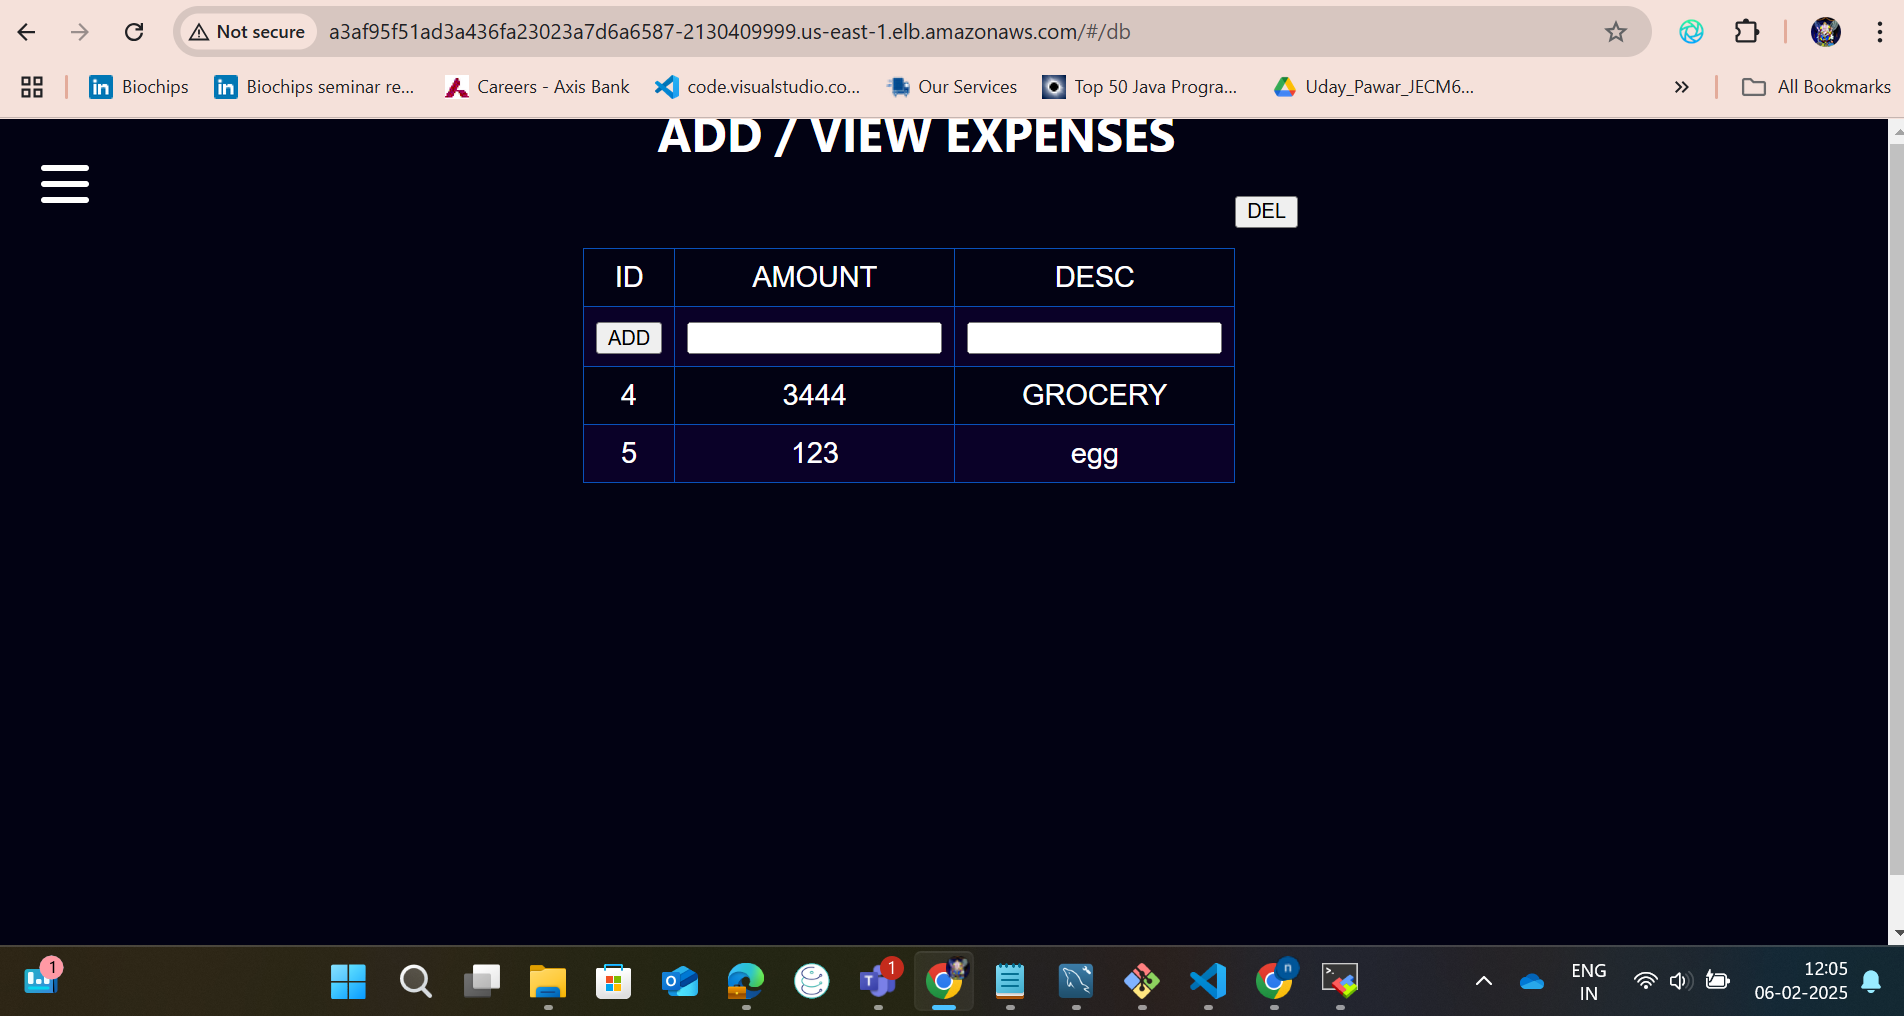 Not secure a3af95f51ad3a436fa23023a7d6a6587-2130409999.us-east-1.elb.amazonaws.com/#/db
Biochips Biochips seminar re... Careers - Axis Bank code.visualstudio.co... Our Services Top 50 Java Progra... Uday_Pawar_JECM6... » All Bookmarks
ADD / VIEW EXPENSES
DEL
ID AMOUNT DESC
ADD
4 3444 GROCERY
5 123 egg
1
1
n
ENG
IN
12:05
06-02-2025